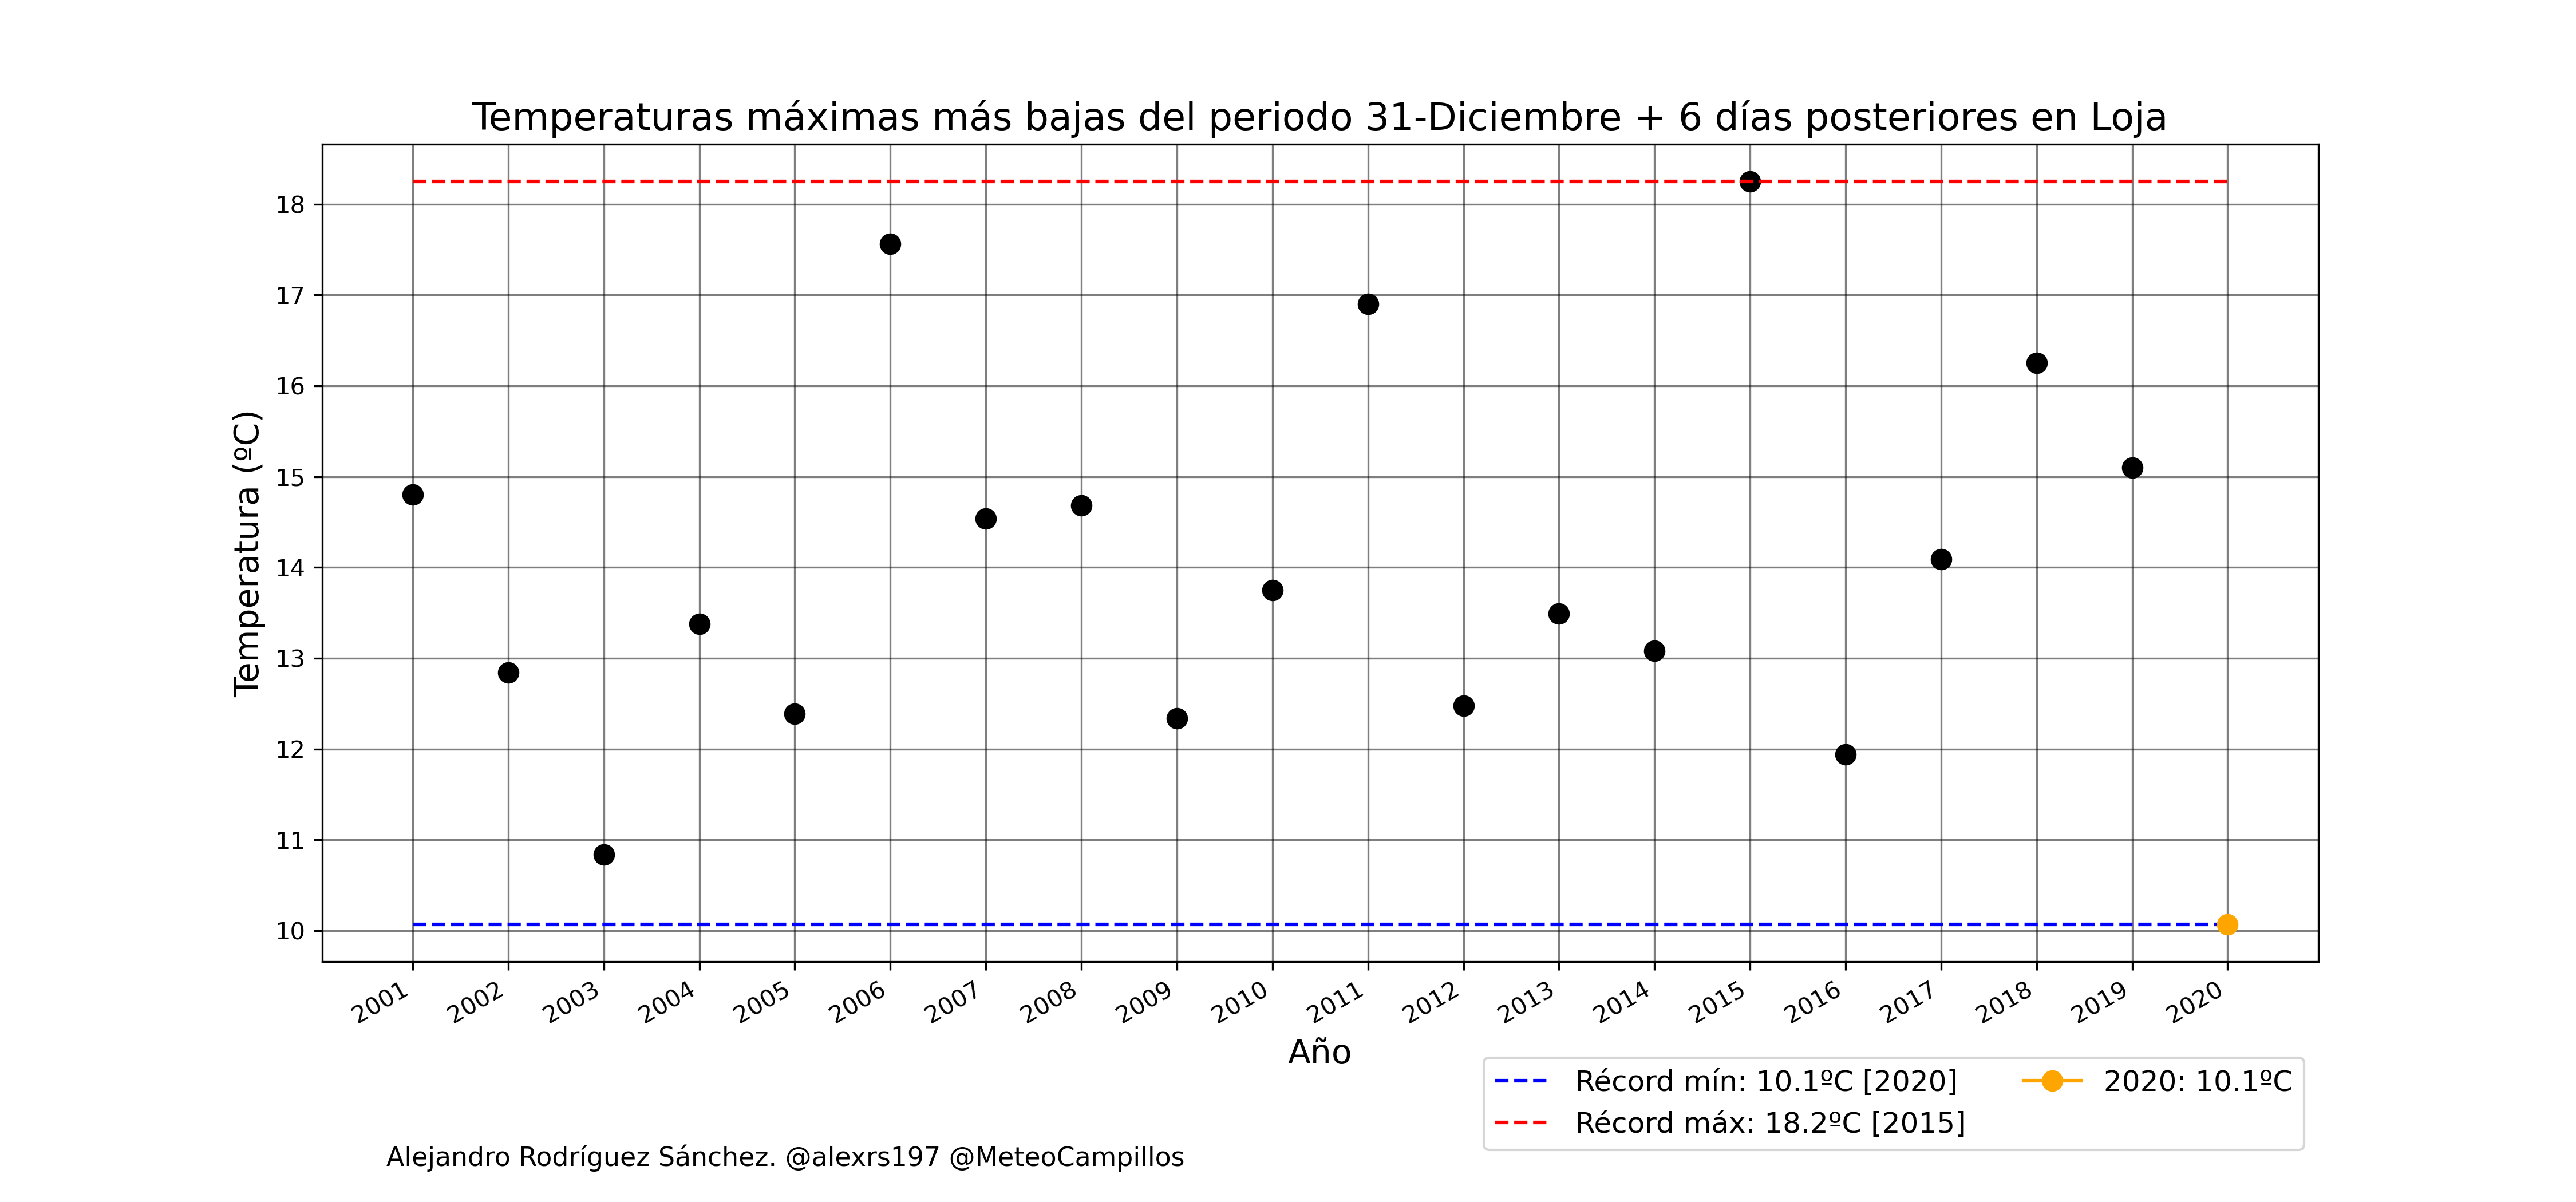 Temperaturas máximas más bajas del periodo 31-Diciembre + 6 días posteriores en Loja
Temperatura (ºC)
18
17
16
15
14
13
12
11
10
2001 2002 2003 2004 2005 2006 2007 2008 2009 2010 2011 2012 2013 2014 2015 2016 2017 2018 2019 2020
Año
Récord mín: 10.1ºC [2020]
Récord máx: 18.2ºC [2015]
2020: 10.1ºC
Alejandro Rodríguez Sánchez. @alexrs197 @MeteoCampillos